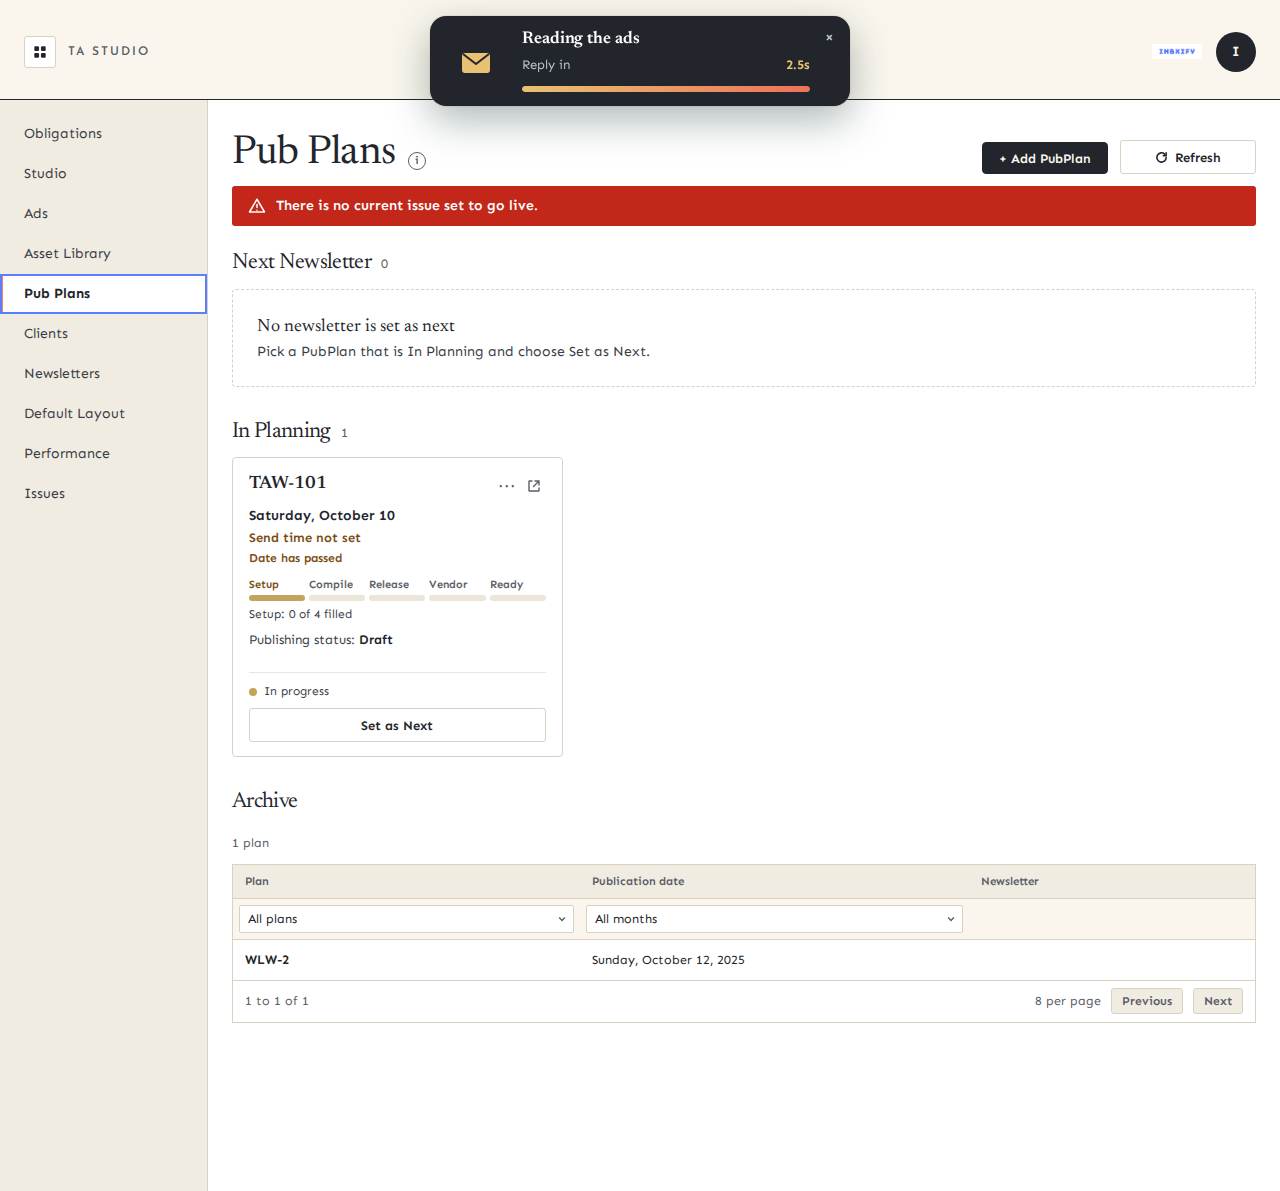 TA STUDIO
Reading the ads
×
Reply in
2.5s
INBXIFY
I
Obligations
Studio
Ads
Asset Library
Pub Plans
Clients
Newsletters
Default Layout
Performance
Issues
Pub Plans
i
+ Add PubPlan
Refresh
There is no current issue set to go live.
Next Newsletter 0
No newsletter is set as next
Pick a PubPlan that is In Planning and choose Set as Next.
In Planning 1
TAW-101
...
Saturday, October 10
Send time not set
Date has passed
Setup Compile Release Vendor Ready
Setup: 0 of 4 filled
Publishing status: Draft
In progress
Set as Next
Archive
1 plan
Plan Publication date Newsletter
All plans All months
WLW-2 Sunday, October 12, 2025
1 to 1 of 1 8 per page Previous Next